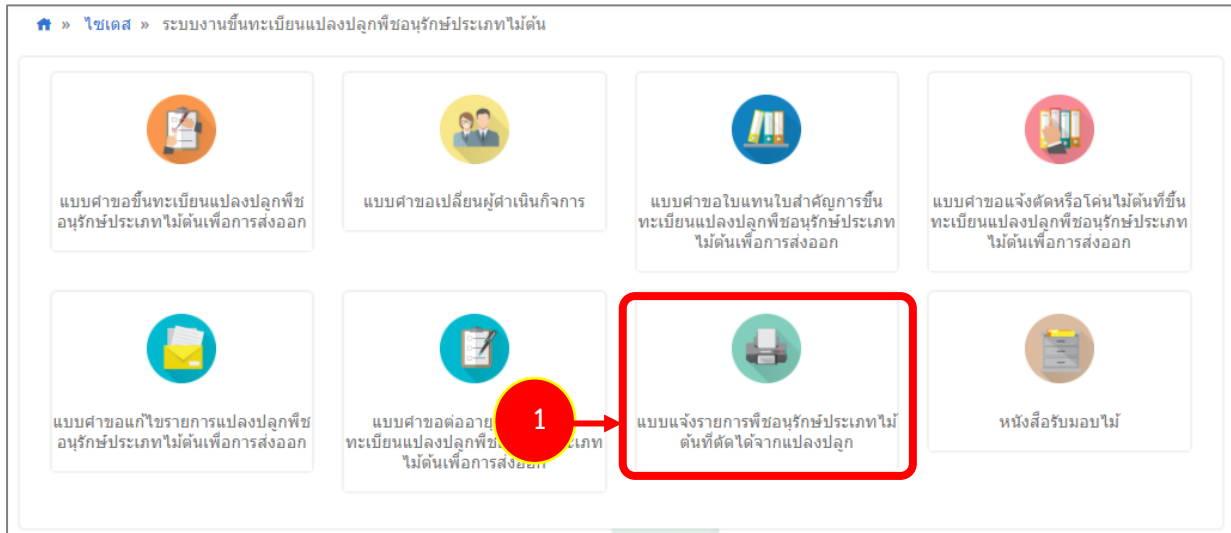 » ไซเตส » ระบบงานขึ้นทะเบียนแปลงปลูกพืชอนุรักษ์ประเภทไม้ต้น
แบบคำขอขึ้นทะเบียนแปลงปลูกพืช
อนุรักษ์ประเภทไม้ต้นเพื่อการส่งออก
แบบคำขอเปลี่ยนผู้ดำเนินกิจการ
แบบคำขอใบแทนใบสำคัญการขึ้น
ทะเบียนแปลงปลูกพืชอนุรักษ์ประเภท
ไม้ต้นเพื่อการส่งออก
แบบคำขอแจ้งตัดหรือโค่นไม้ต้นที่ขึ้น
ทะเบียนแปลงปลูกพืชอนุรักษ์ประเภท
ไม้ต้นเพื่อการส่งออก
แบบคำขอแก้ไขรายการแปลงปลูกพืช
อนุรักษ์ประเภทไม้ต้นเพื่อการส่งออก
แบบคำขอต่ออายุ
ทะเบียนแปลงปลูกพืช ประเภท
ไม้ต้นเพื่อการส่งออก
1
แบบแจ้งรายการพืชอนุรักษ์ประเภทไม้
ต้นที่ตัดได้จากแปลงปลูก
หนังสือรับมอบไม้